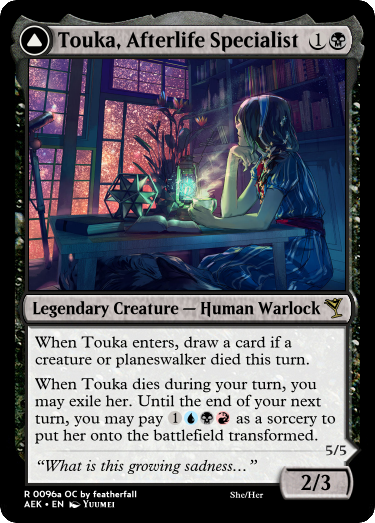 Touka, Afterlife Specialist 1
Legendary Creature — Human Warlock
When Touka enters, draw a card if a
creature or planeswalker died this turn.
When Touka dies during your turn, you
may exile her. Until the end of your next
turn, you may pay 1 as a sorcery to
put her onto the battlefield transformed.
5/5
“What is this growing sadness...”
2/3
R 0096a OC by featherfall
She/Her
AEK • EN Yuumei